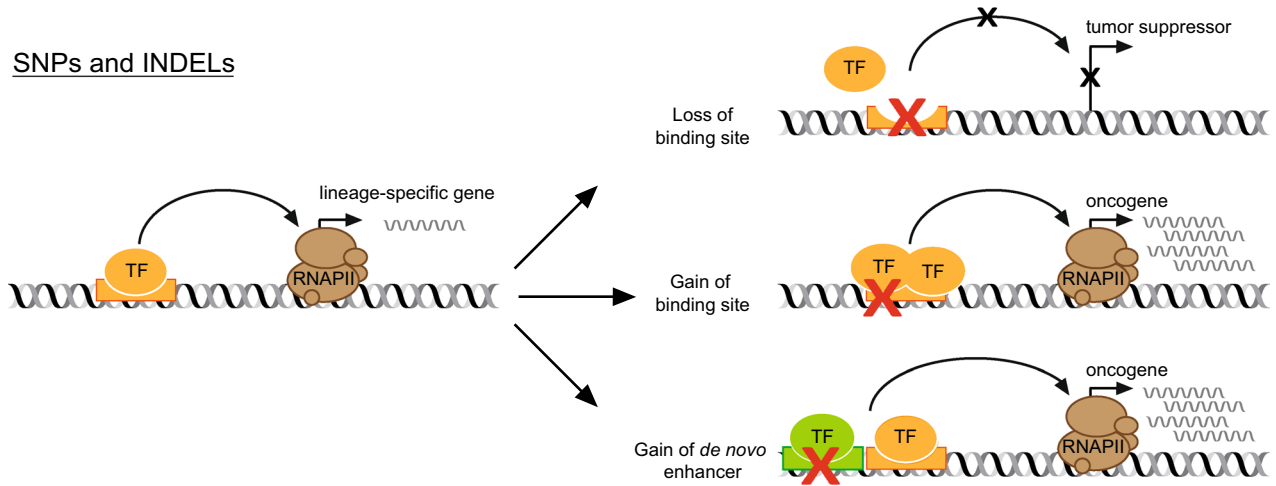 SNPs and INDELs
TF
lineage-specific gene
RNAPII
Loss of
binding site
TF
X
X
tumor suppressor
X
Gain of
binding site
TF
TF
X
oncogene
RNAPII
Gain of de novo
enhancer
TF
X
TF
oncogene
RNAPII